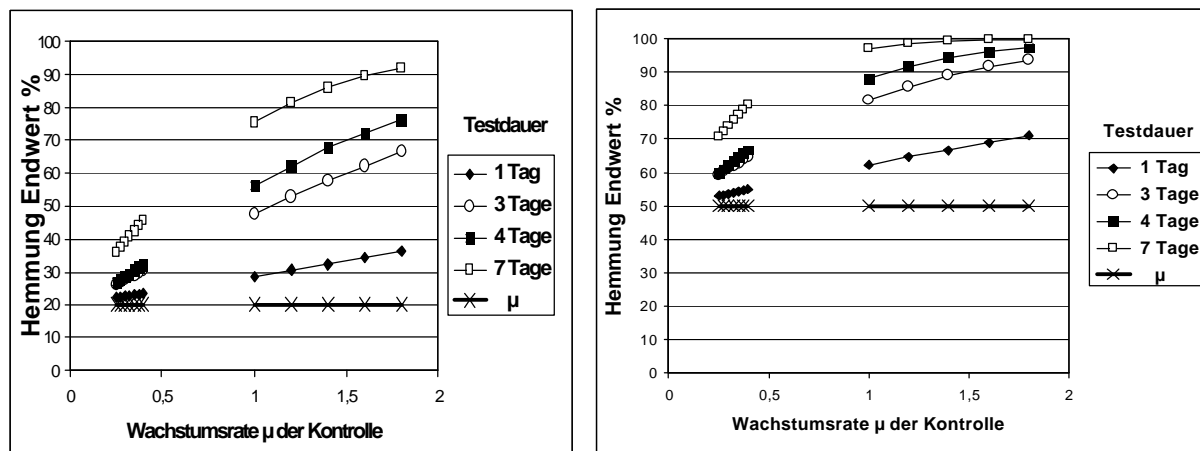 Hemmung Endwert %
100
90
80
70
60
50
40
30
20
10
0
0
0,5
1
1,5
2
Wachstumsrate µ der Kontrolle
Testdauer
1 Tag
3 Tage
4 Tage
7 Tage
µ
Hemmung Endwert %
100
90
80
70
60
50
40
30
20
10
0
0
0,5
1
1,5
2
Wachstumsrate µ der Kontrolle
Testdauer
1 Tag
3 Tage
4 Tage
7 Tage
µ